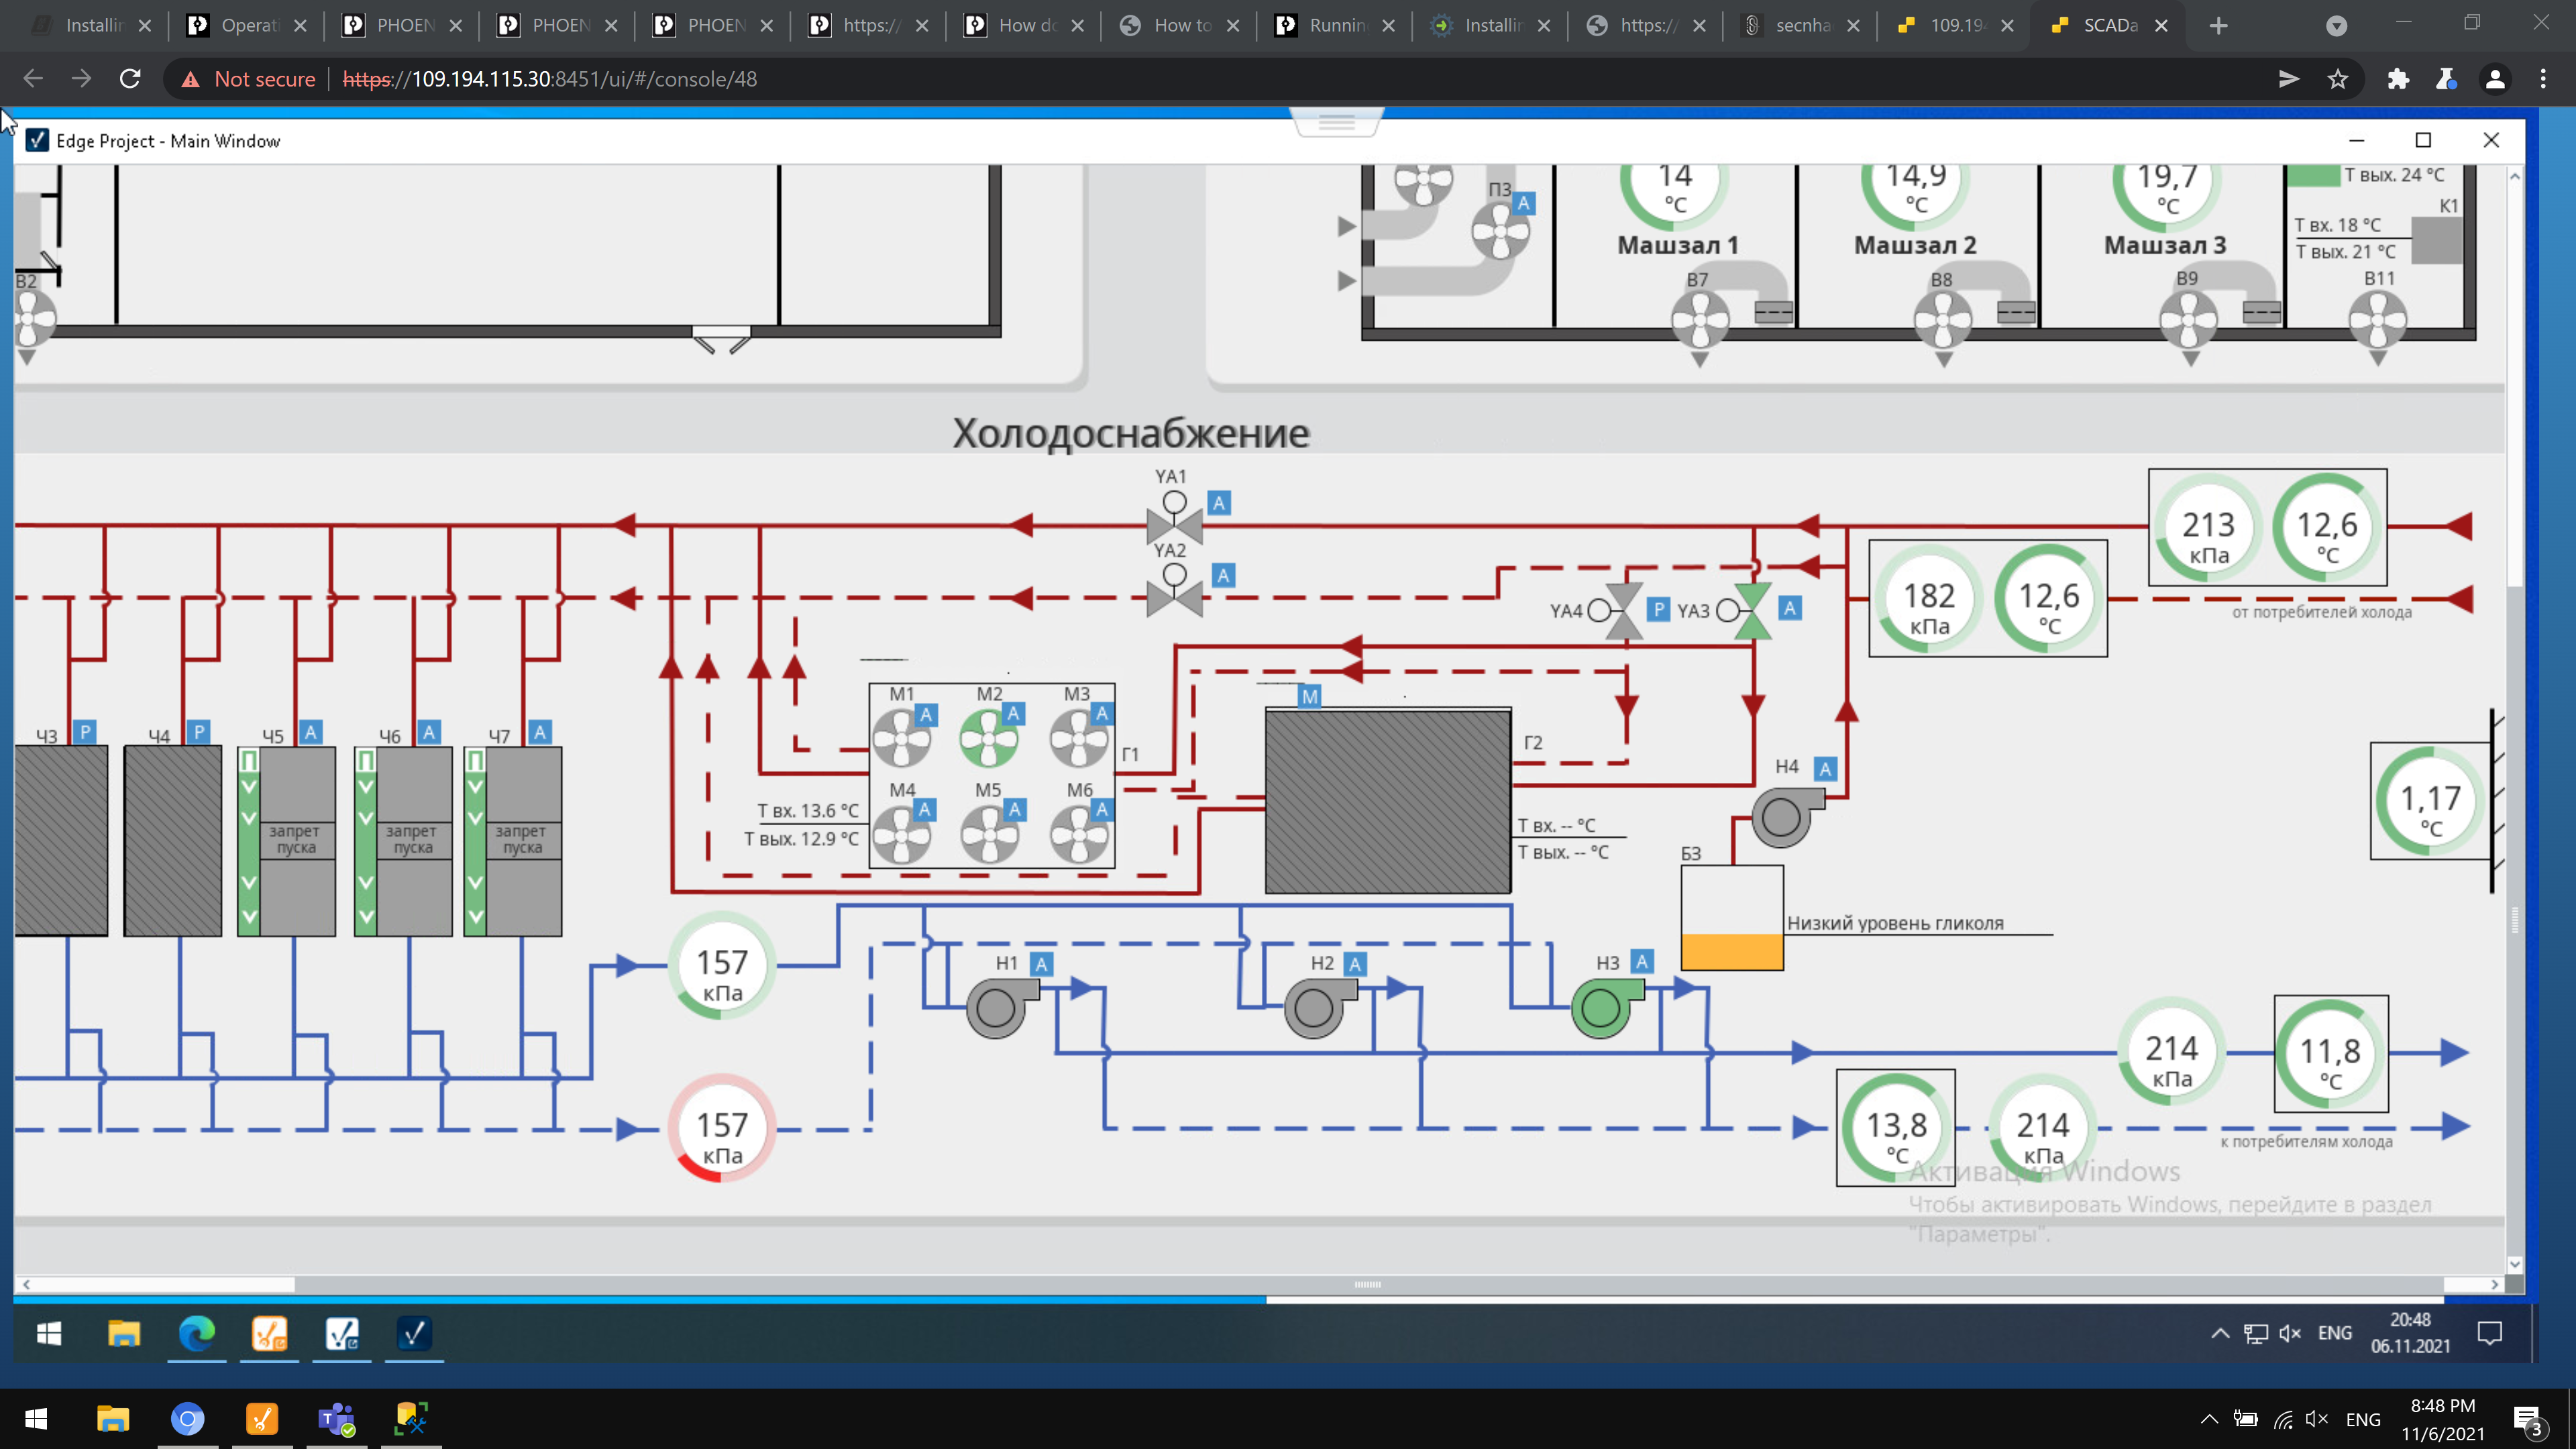 Installin
Operati
PHOEN
PHOEN
PHOEN
https://
How do
How to
Runnin
Installin
https://
secnha
109.19
SCADa
Not secure
https://109.194.115.30:8451/ui/#/console/48
Edge Project - Main Window
14
°C
14,9
°C
19,7
°C
Т вых. 24 °C
П3
A
К1
Т вх. 18 °C
Т вых. 21 °C
Машзал 1
Машзал 2
Машзал 3
В2
В7
В8
В9
В11
Холодоснабжение
YA1
A
YA2
A
213
кПа
12,6
°C
182
кПа
12,6
°C
от потребителей холода
YA4
P
YA3
A
Ч3
P
Ч4
P
Ч5
A
Ч6
A
Ч7
A
П
П
П
запрет
пуска
запрет
пуска
запрет
пуска
M1
A
M2
A
M3
A
M4
A
M5
A
M6
A
Г1
Т вх. 13.6 °C
Т вых. 12.9 °C
M
Г2
Т вх. -- °C
Т вых. -- °C
Н4
A
1,17
°C
Б3
Низкий уровень гликоля
157
кПа
Н1
A
Н2
A
Н3
A
214
кПа
11,8
°C
157
кПа
13,8
°C
214
кПа
к потребителям холода
Активация Windows
Чтобы активировать Windows, перейдите в раздел
"Параметры".
ENG
20:48
06.11.2021
ENG
8:48 PM
11/6/2021
3